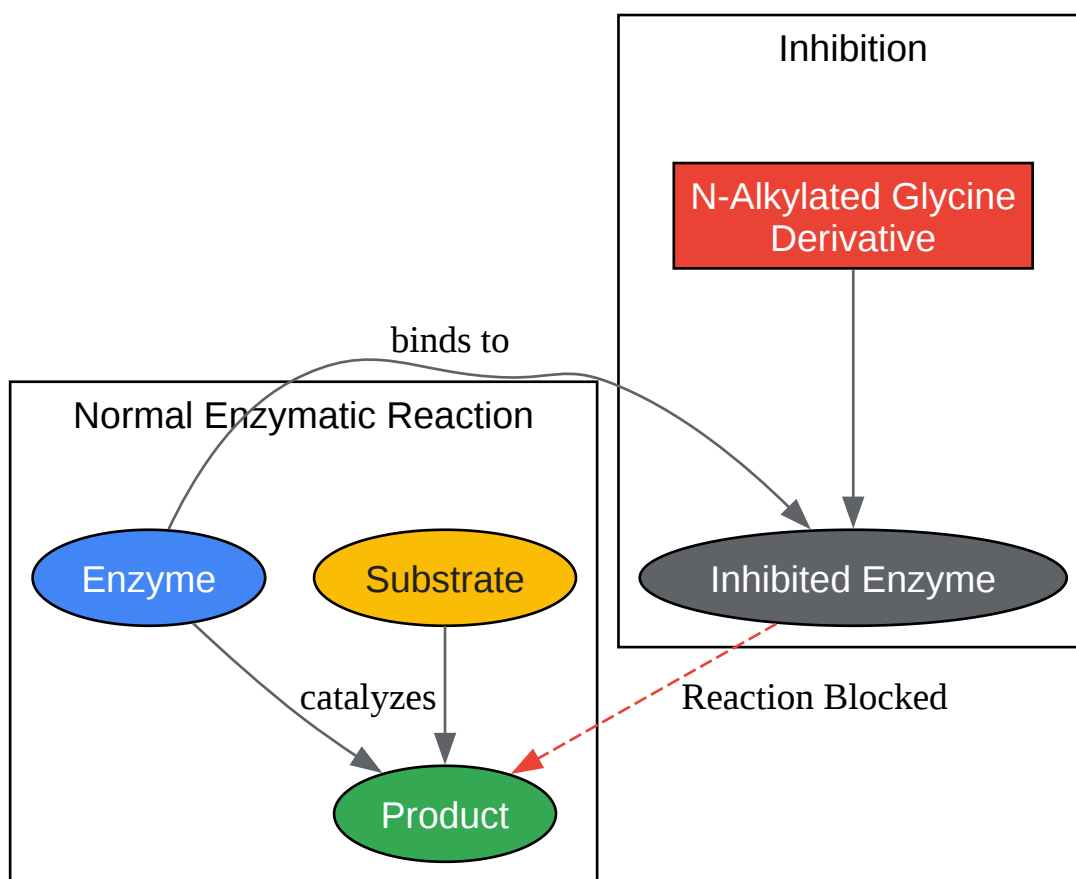 Inhibition
N-Alkylated Glycine
Derivative
binds to
Normal Enzymatic Reaction
Enzyme
Substrate
Inhibited Enzyme
catalyzes
Reaction Blocked
Product